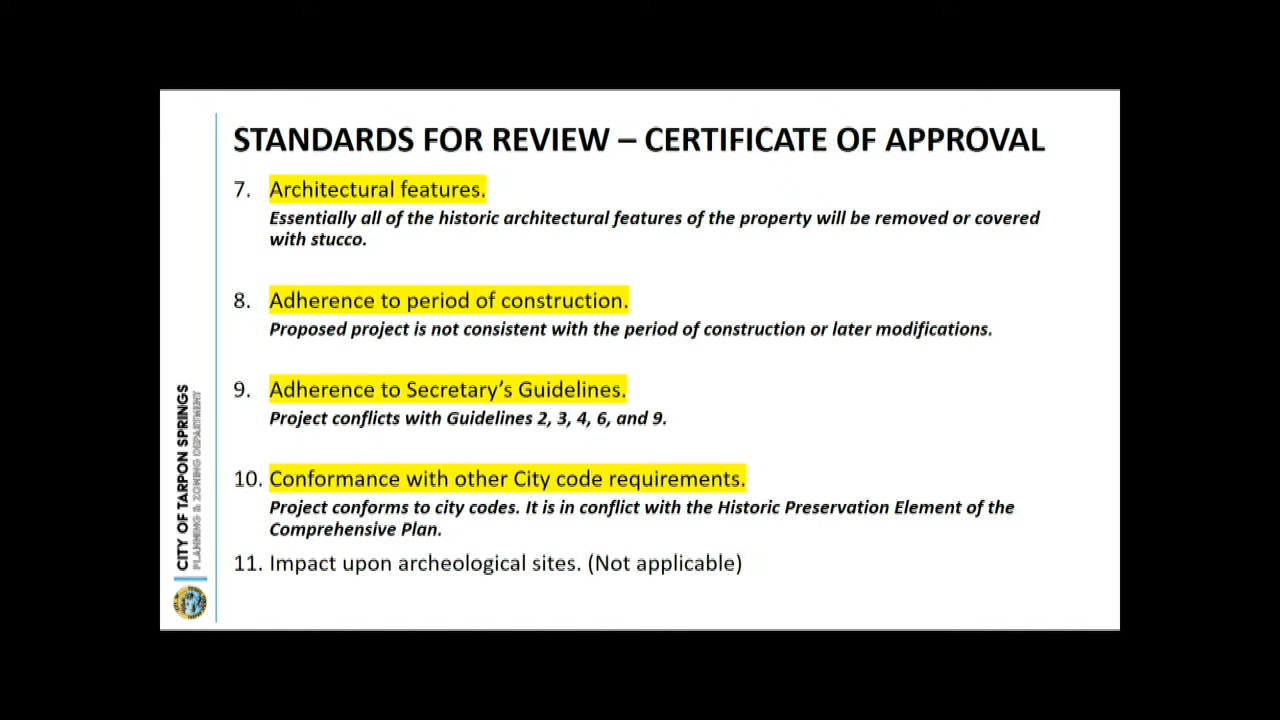 STANDARDS FOR REVIEW – CERTIFICATE OF APPROVAL
7. Architectural features.
Essentially all of the historic architectural features of the property will be removed or covered
with stucco.
8. Adherence to period of construction.
Proposed project is not consistent with the period of construction or later modifications.
9. Adherence to Secretary's Guidelines.
Project conflicts with Guidelines 2, 3, 4, 6, and 9.
10. Conformance with other City code requirements.
Project conforms to city codes. It is in conflict with the Historic Preservation Element of the
Comprehensive Plan.
11. Impact upon archeological sites. (Not applicable)
CITY OF TARPON SPRINGS
PLANNING & ZONING DEPARTMENT